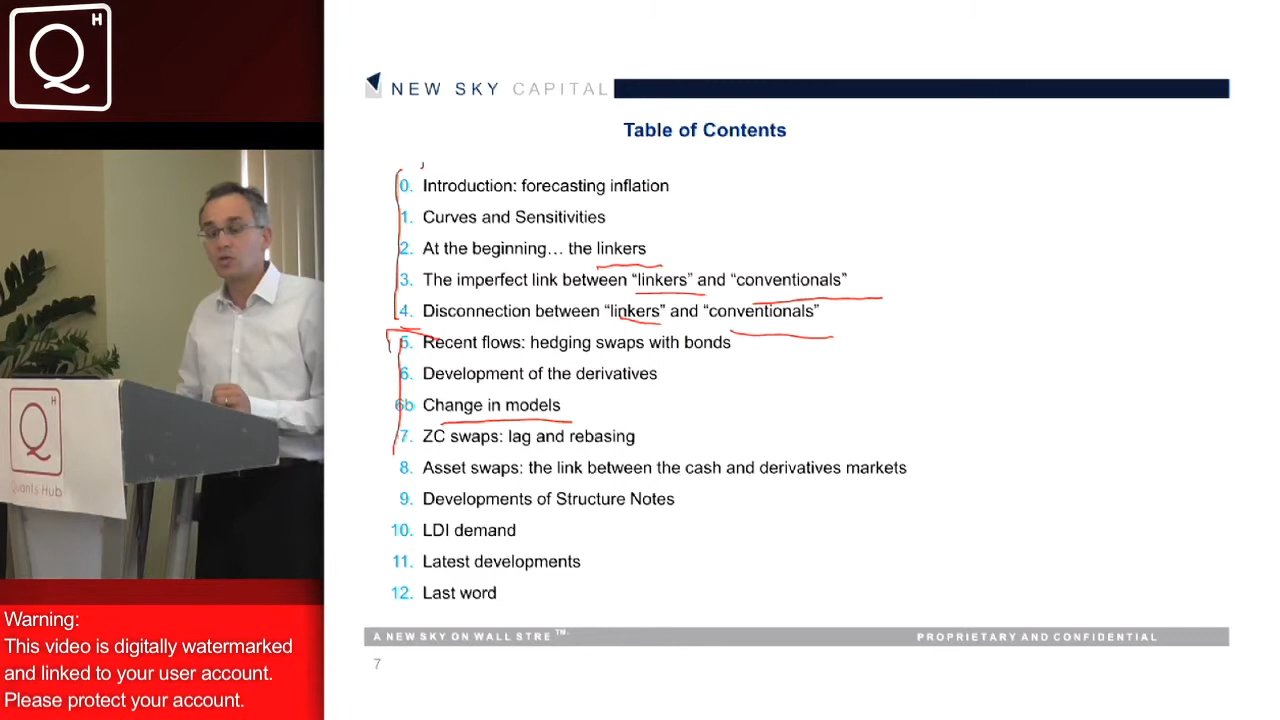 Q H
NEW SKY CAPITAL
Table of Contents
0. Introduction: forecasting inflation
1. Curves and Sensitivities
2. At the beginning… the linkers
3. The imperfect link between “linkers” and “conventionals”
4. Disconnection between “linkers” and “conventionals”
5. Recent flows: hedging swaps with bonds
6. Development of the derivatives
6b Change in models
7. ZC swaps: lag and rebasing
8. Asset swaps: the link between the cash and derivatives markets
9. Developments of Structure Notes
10. LDI demand
11. Latest developments
12. Last word
A NEW SKY ON WALL STRE TM.
PROPRIETARY AND CONFIDENTIAL
7
Q H
Quants Hub
Warning:
This video is digitally watermarked
and linked to your user account.
Please protect your account.